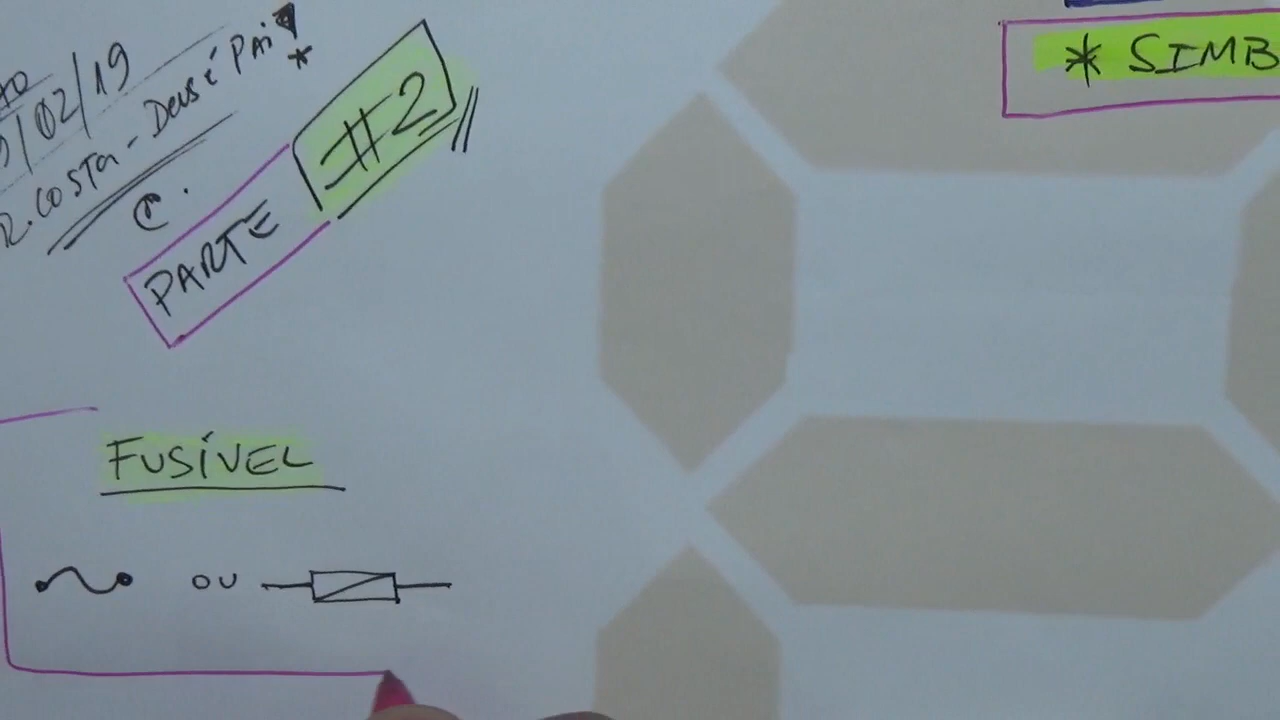 /02/19
R. COSTA - Deus é PAi!
*
C.
PARTE #2
* SIMB
FUSÍVEL
OU